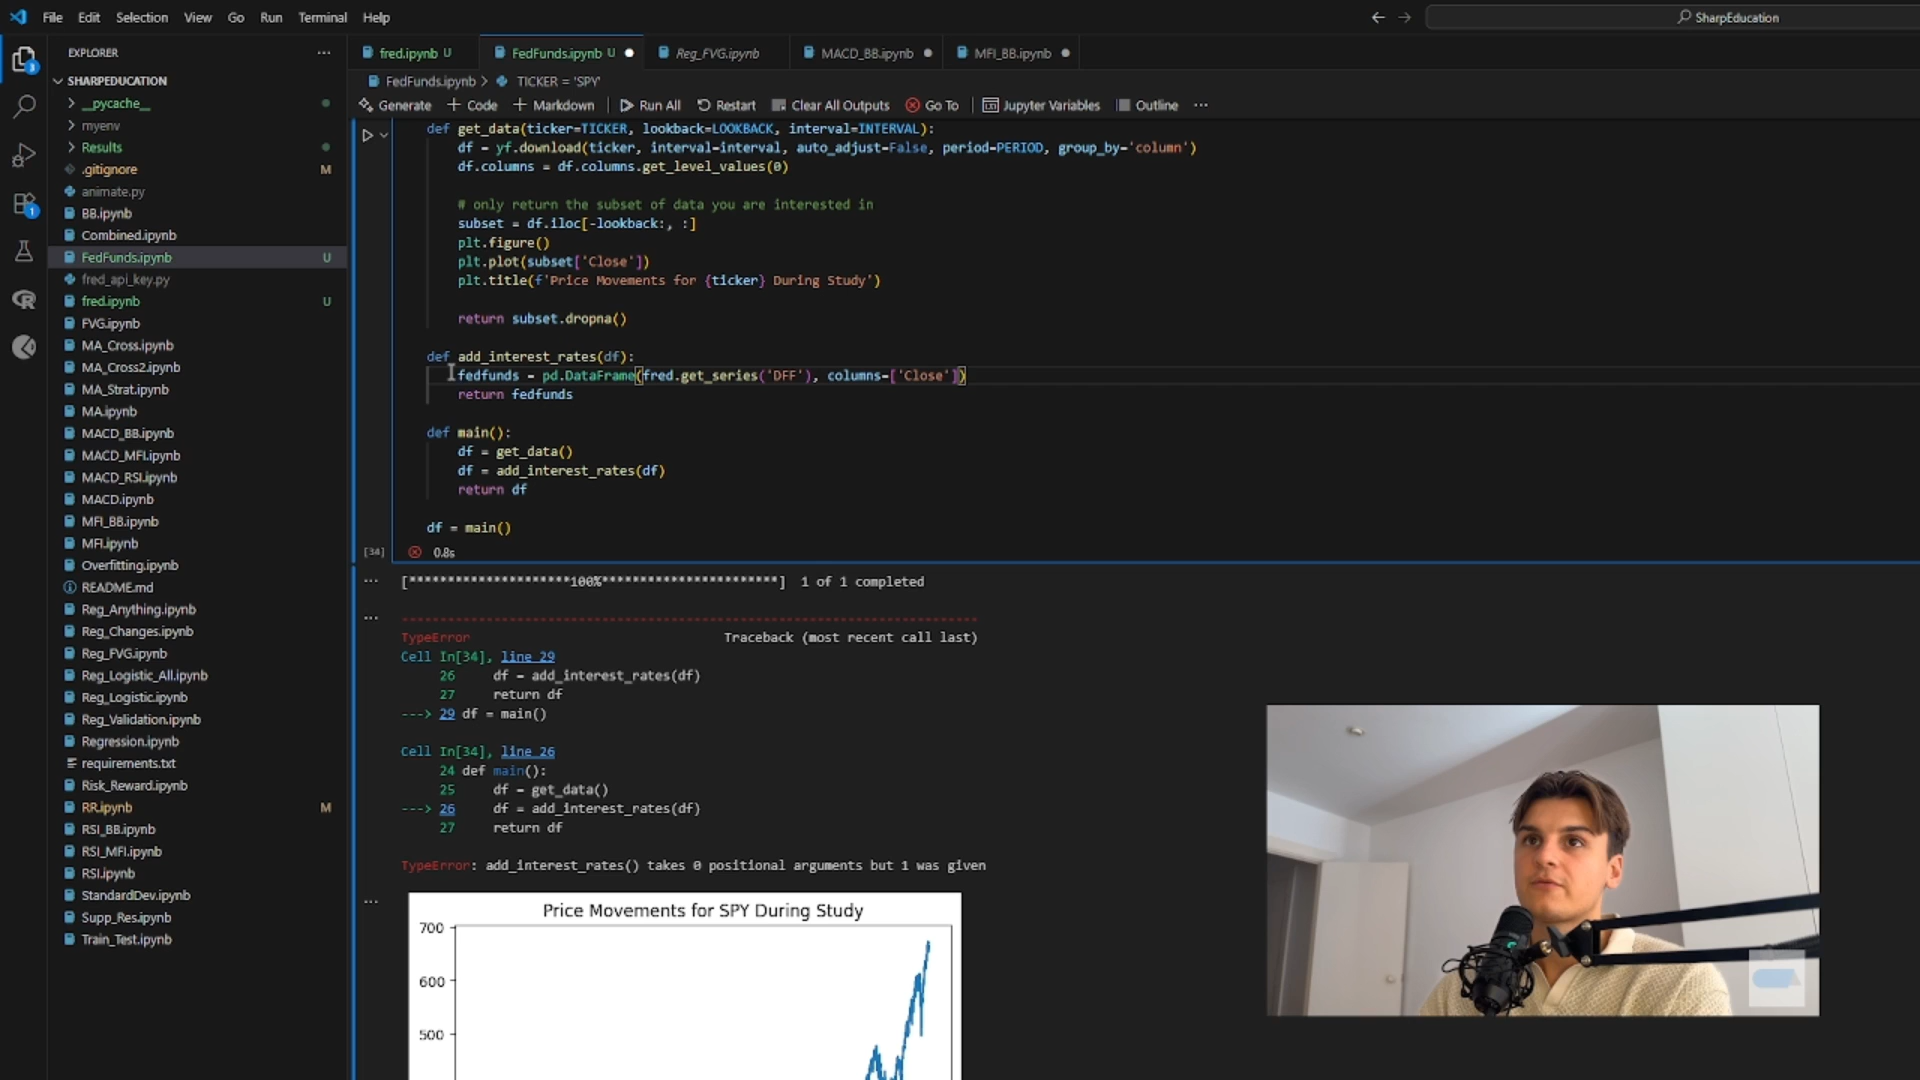 File Edit Selection View Go Run Terminal Help
SharpEducation
EXPLORER
fred.ipynb U
FedFunds.ipynb U
Reg_FVG.ipynb
MACD_BB.ipynb
MFI_BB.ipynb
SHARPEDUCATION
FedFunds.ipynb > TICKER = 'SPY'
Generate + Code + Markdown Run All Restart Clear All Outputs Go To Jupyter Variables Outline ...
__pycache__
myenv
Results
.gitignore M
animate.py
BB.ipynb
Combined.ipynb
FedFunds.ipynb U
fred_api_key.py
fred.ipynb U
FVG.ipynb
MA_Cross.ipynb
MA_Cross2.ipynb
MA_Strat.ipynb
MA.ipynb
MACD_BB.ipynb
MACD_MFI.ipynb
MACD_RSI.ipynb
MACD.ipynb
MFI_BB.ipynb
MFI.ipynb
Overfitting.ipynb
README.md
Reg_Anything.ipynb
Reg_Changes.ipynb
Reg_FVG.ipynb
Reg_Logistic_All.ipynb
Reg_Logistic.ipynb
Reg_Validation.ipynb
Regression.ipynb
requirements.txt
Risk_Reward.ipynb
RR.ipynb M
RSI_BB.ipynb
RSI_MFI.ipynb
RSI.ipynb
StandardDev.ipynb
Supp_Res.ipynb
Train_Test.ipynb
3
1
def get_data(ticker=TICKER, lookback=LOOKBACK, interval=INTERVAL):
df = yf.download(ticker, interval=interval, auto_adjust=False, period=PERIOD, group_by='column')
df.columns = df.columns.get_level_values(0)
# only return the subset of data you are interested in
subset = df.iloc[-lookback:, :]
plt.figure()
plt.plot(subset['Close'])
plt.title(f'Price Movements for {ticker} During Study')
return subset.dropna()
def add_interest_rates(df):
fedfunds = pd.DataFrame(fred.get_series('DFF'), columns=['Close'])
return fedfunds
def main():
df = get_data()
df = add_interest_rates(df)
return df
df = main()
[34] 0.8s
[**********************100%***********************] 1 of 1 completed
---------------------------------------------------------------------------
TypeError Traceback (most recent call last)
Cell In[34], line 29
26 df = add_interest_rates(df)
27 return df
---> 29 df = main()
Cell In[34], line 26
24 def main():
25 df = get_data()
---> 26 df = add_interest_rates(df)
27 return df
TypeError: add_interest_rates() takes 0 positional arguments but 1 was given
Price Movements for SPY During Study
700
600
500